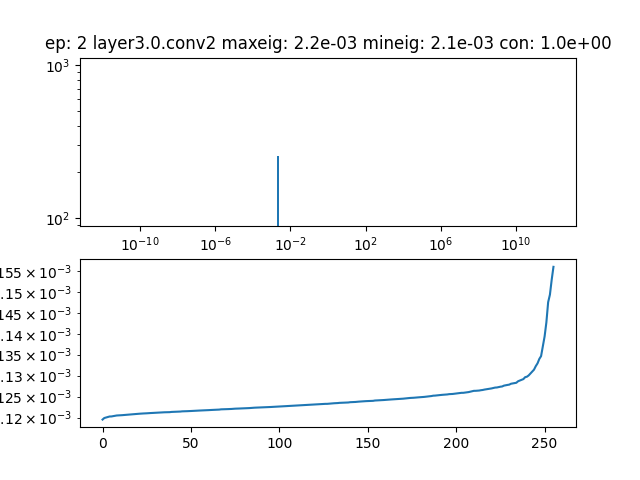 ep: 2 layer3.0.conv2 maxeig: 2.2e-03 mineig: 2.1e-03 con: 1.0e+00
10³
10²
10⁻¹⁰ 10⁻⁶ 10⁻² 10² 10⁶ 10¹⁰
155 × 10⁻³
.15 × 10⁻³
145 × 10⁻³
.14 × 10⁻³
135 × 10⁻³
.13 × 10⁻³
125 × 10⁻³
.12 × 10⁻³
0 50 100 150 200 250